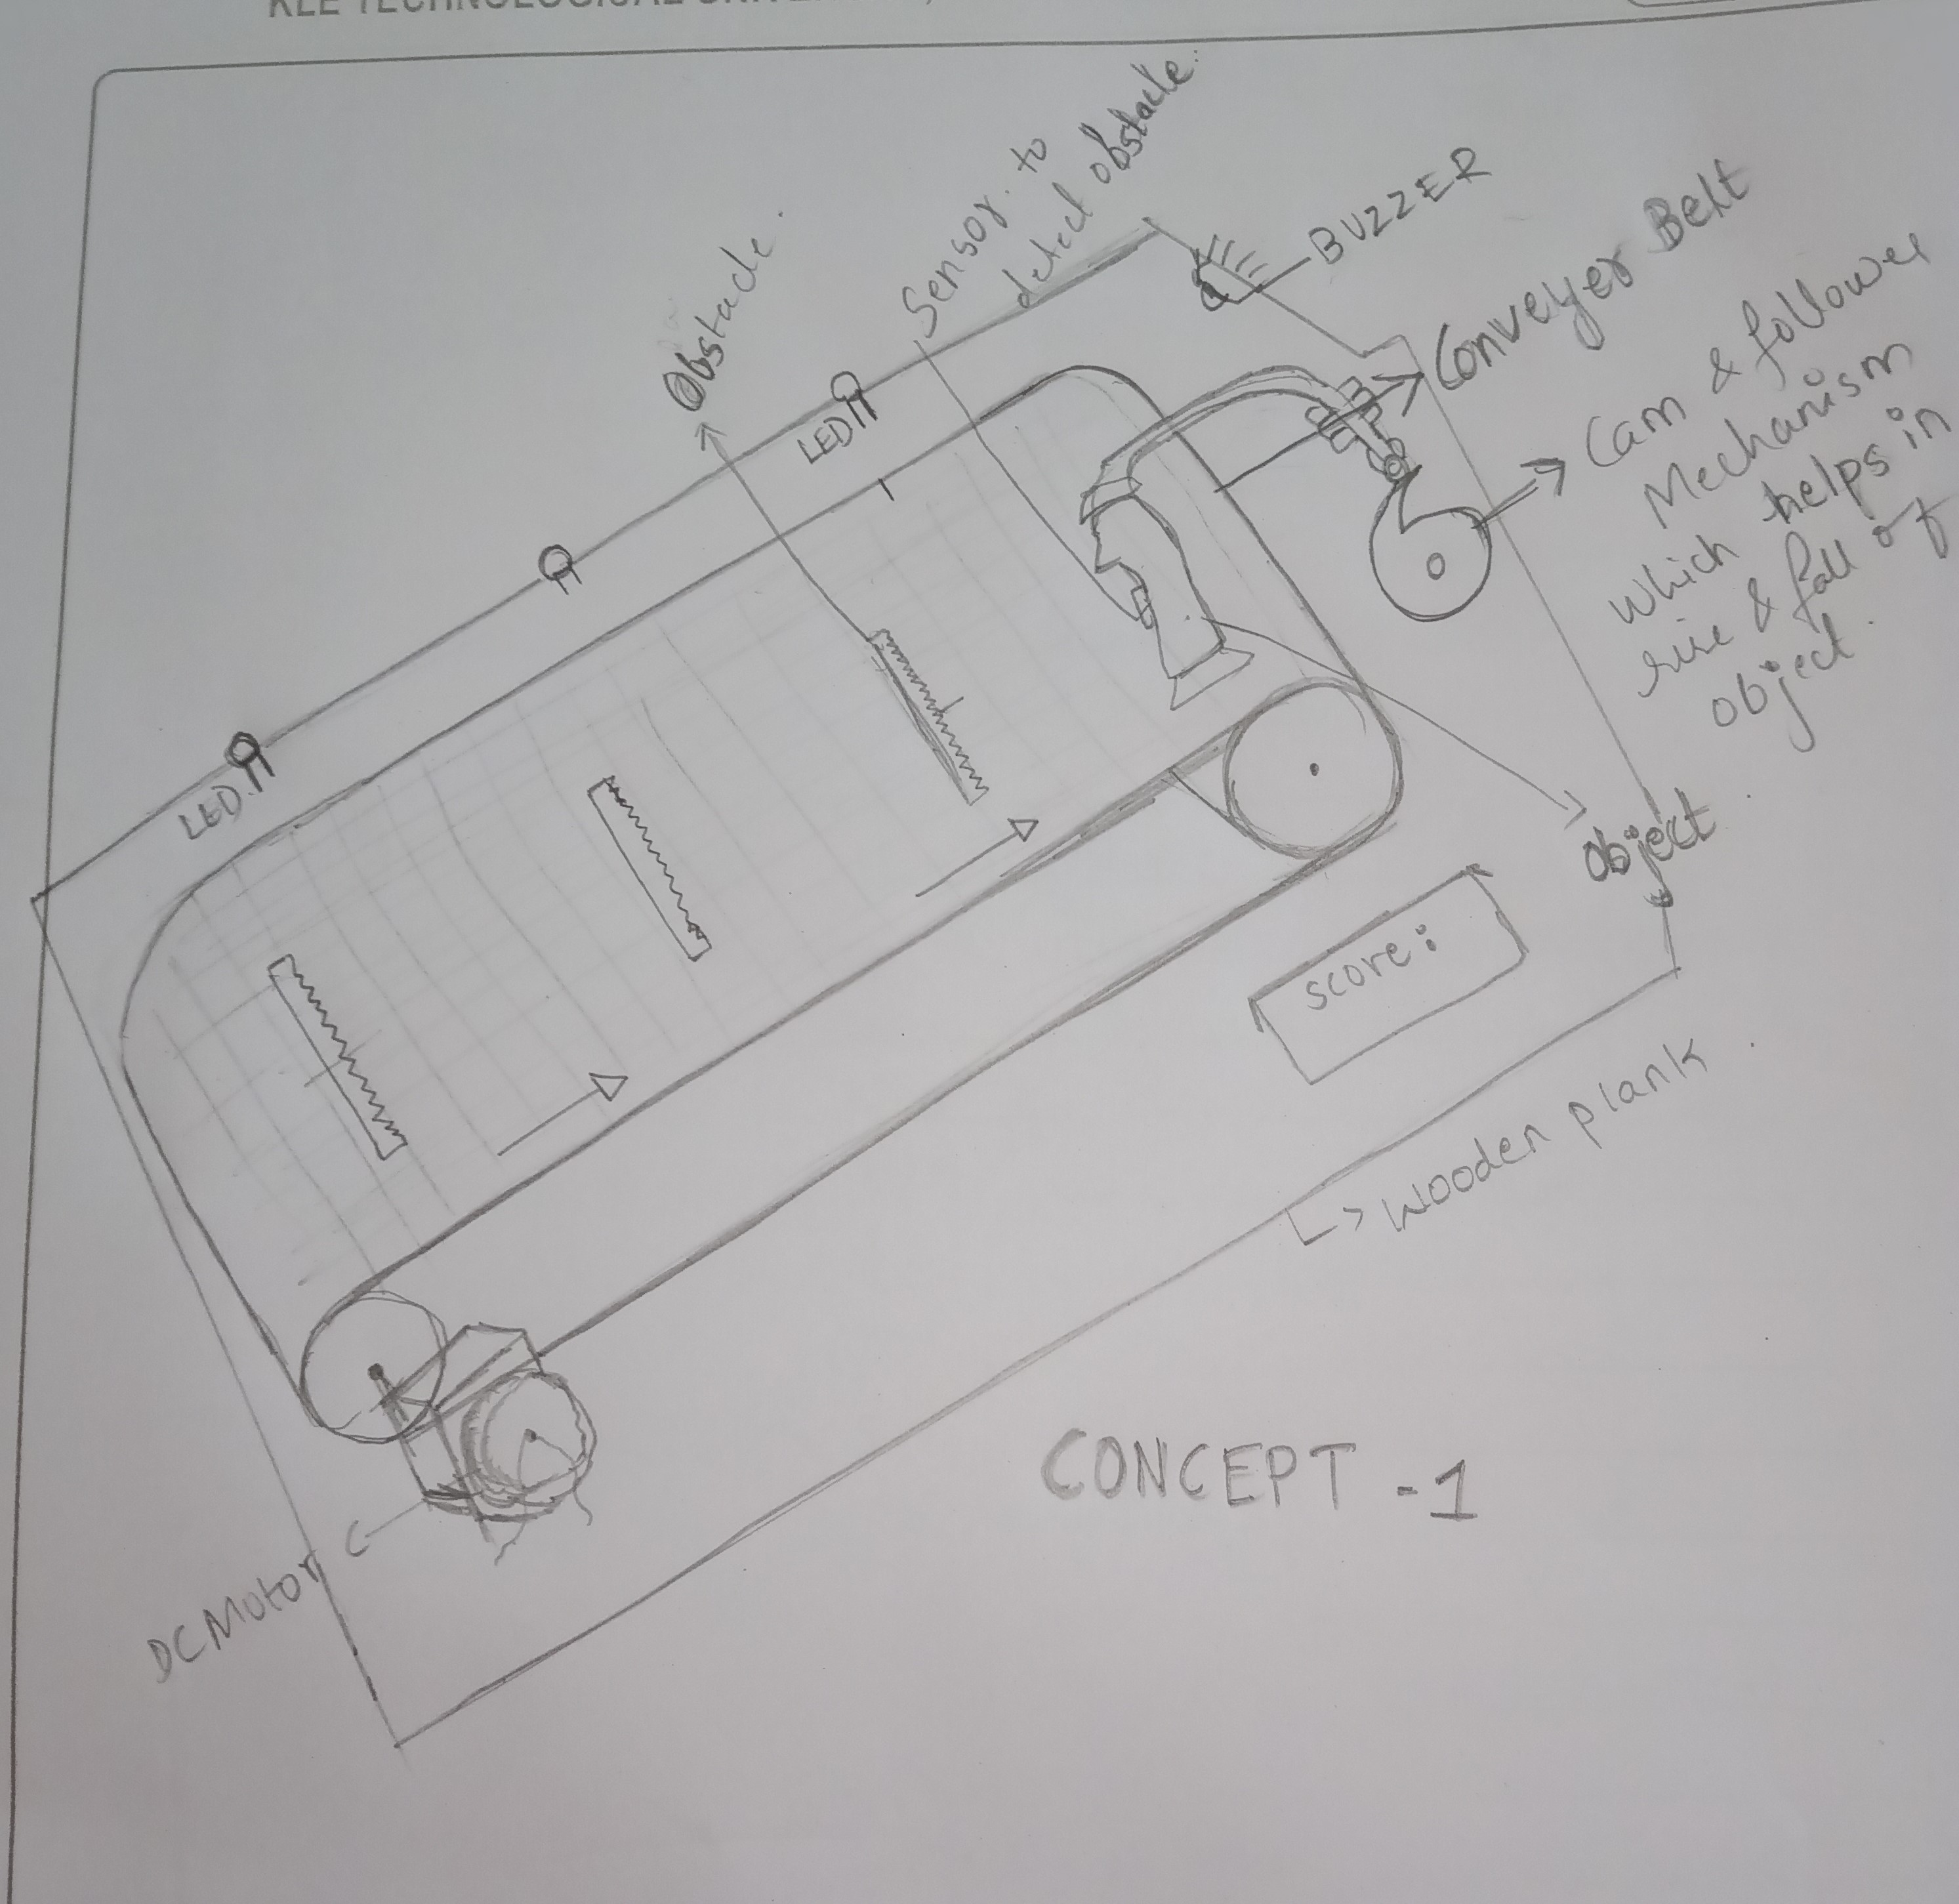 KLE TECHNOLOGICAL
Obstacle.
Sensor. to
detect obstacle.
BUZZER
Conveyer Belt
Cam & follower
Mechanism
which helps in
rise & fall of
object.
LED
LED
Object
score:
Wooden plank
DC Motor
CONCEPT -1